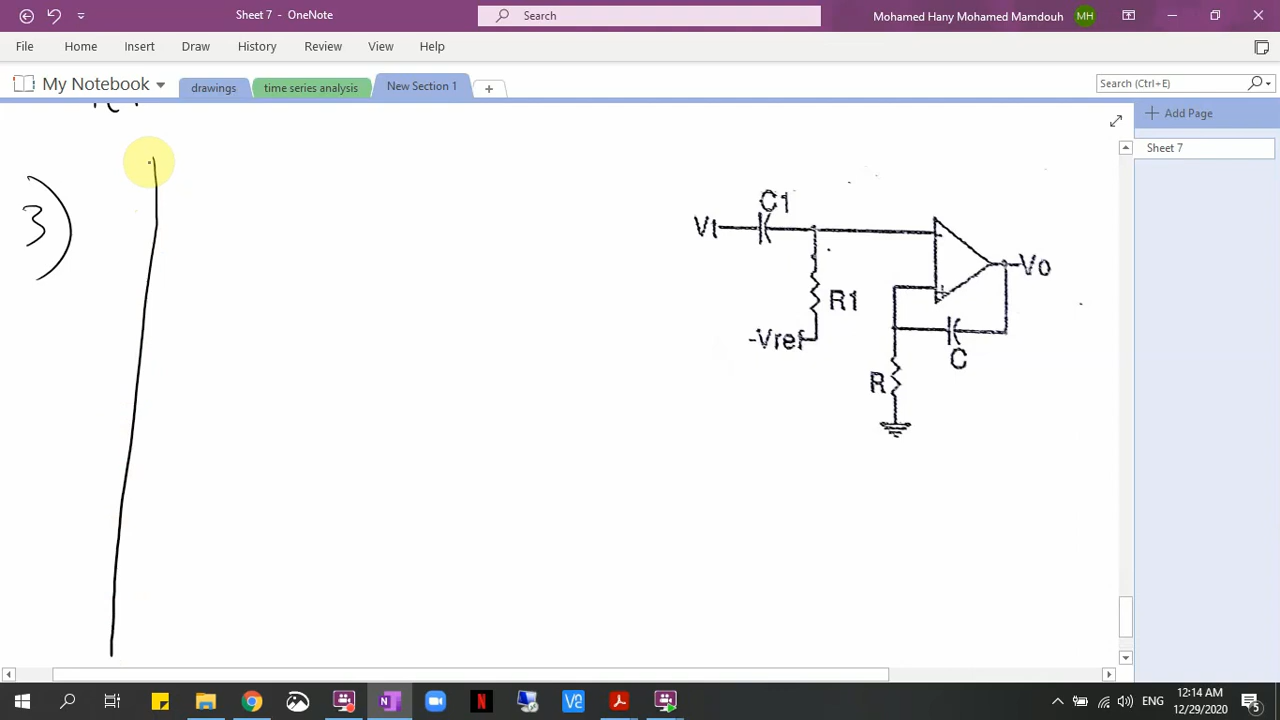 Sheet 7 - OneNote
Search
Mohamed Hany Mohamed Mamdouh
MH
File Home Insert Draw History Review View Help
My Notebook
drawings
time series analysis
New Section 1
Search (Ctrl+E)
Add Page
Sheet 7
3)
C1
V1
Vo
R1
-Vref
C
R
ENG
12:14 AM
12/29/2020
5